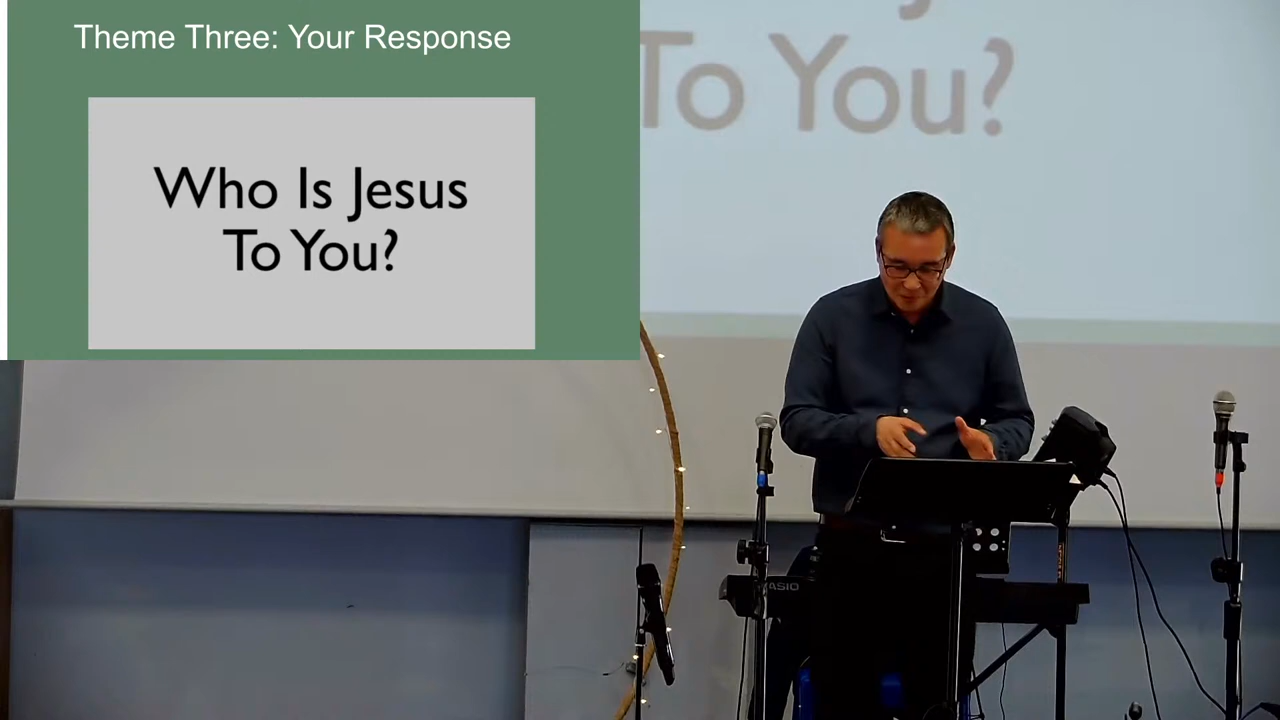 Theme Three: Your Response
Who Is Jesus
To You?
To You?
CASIO